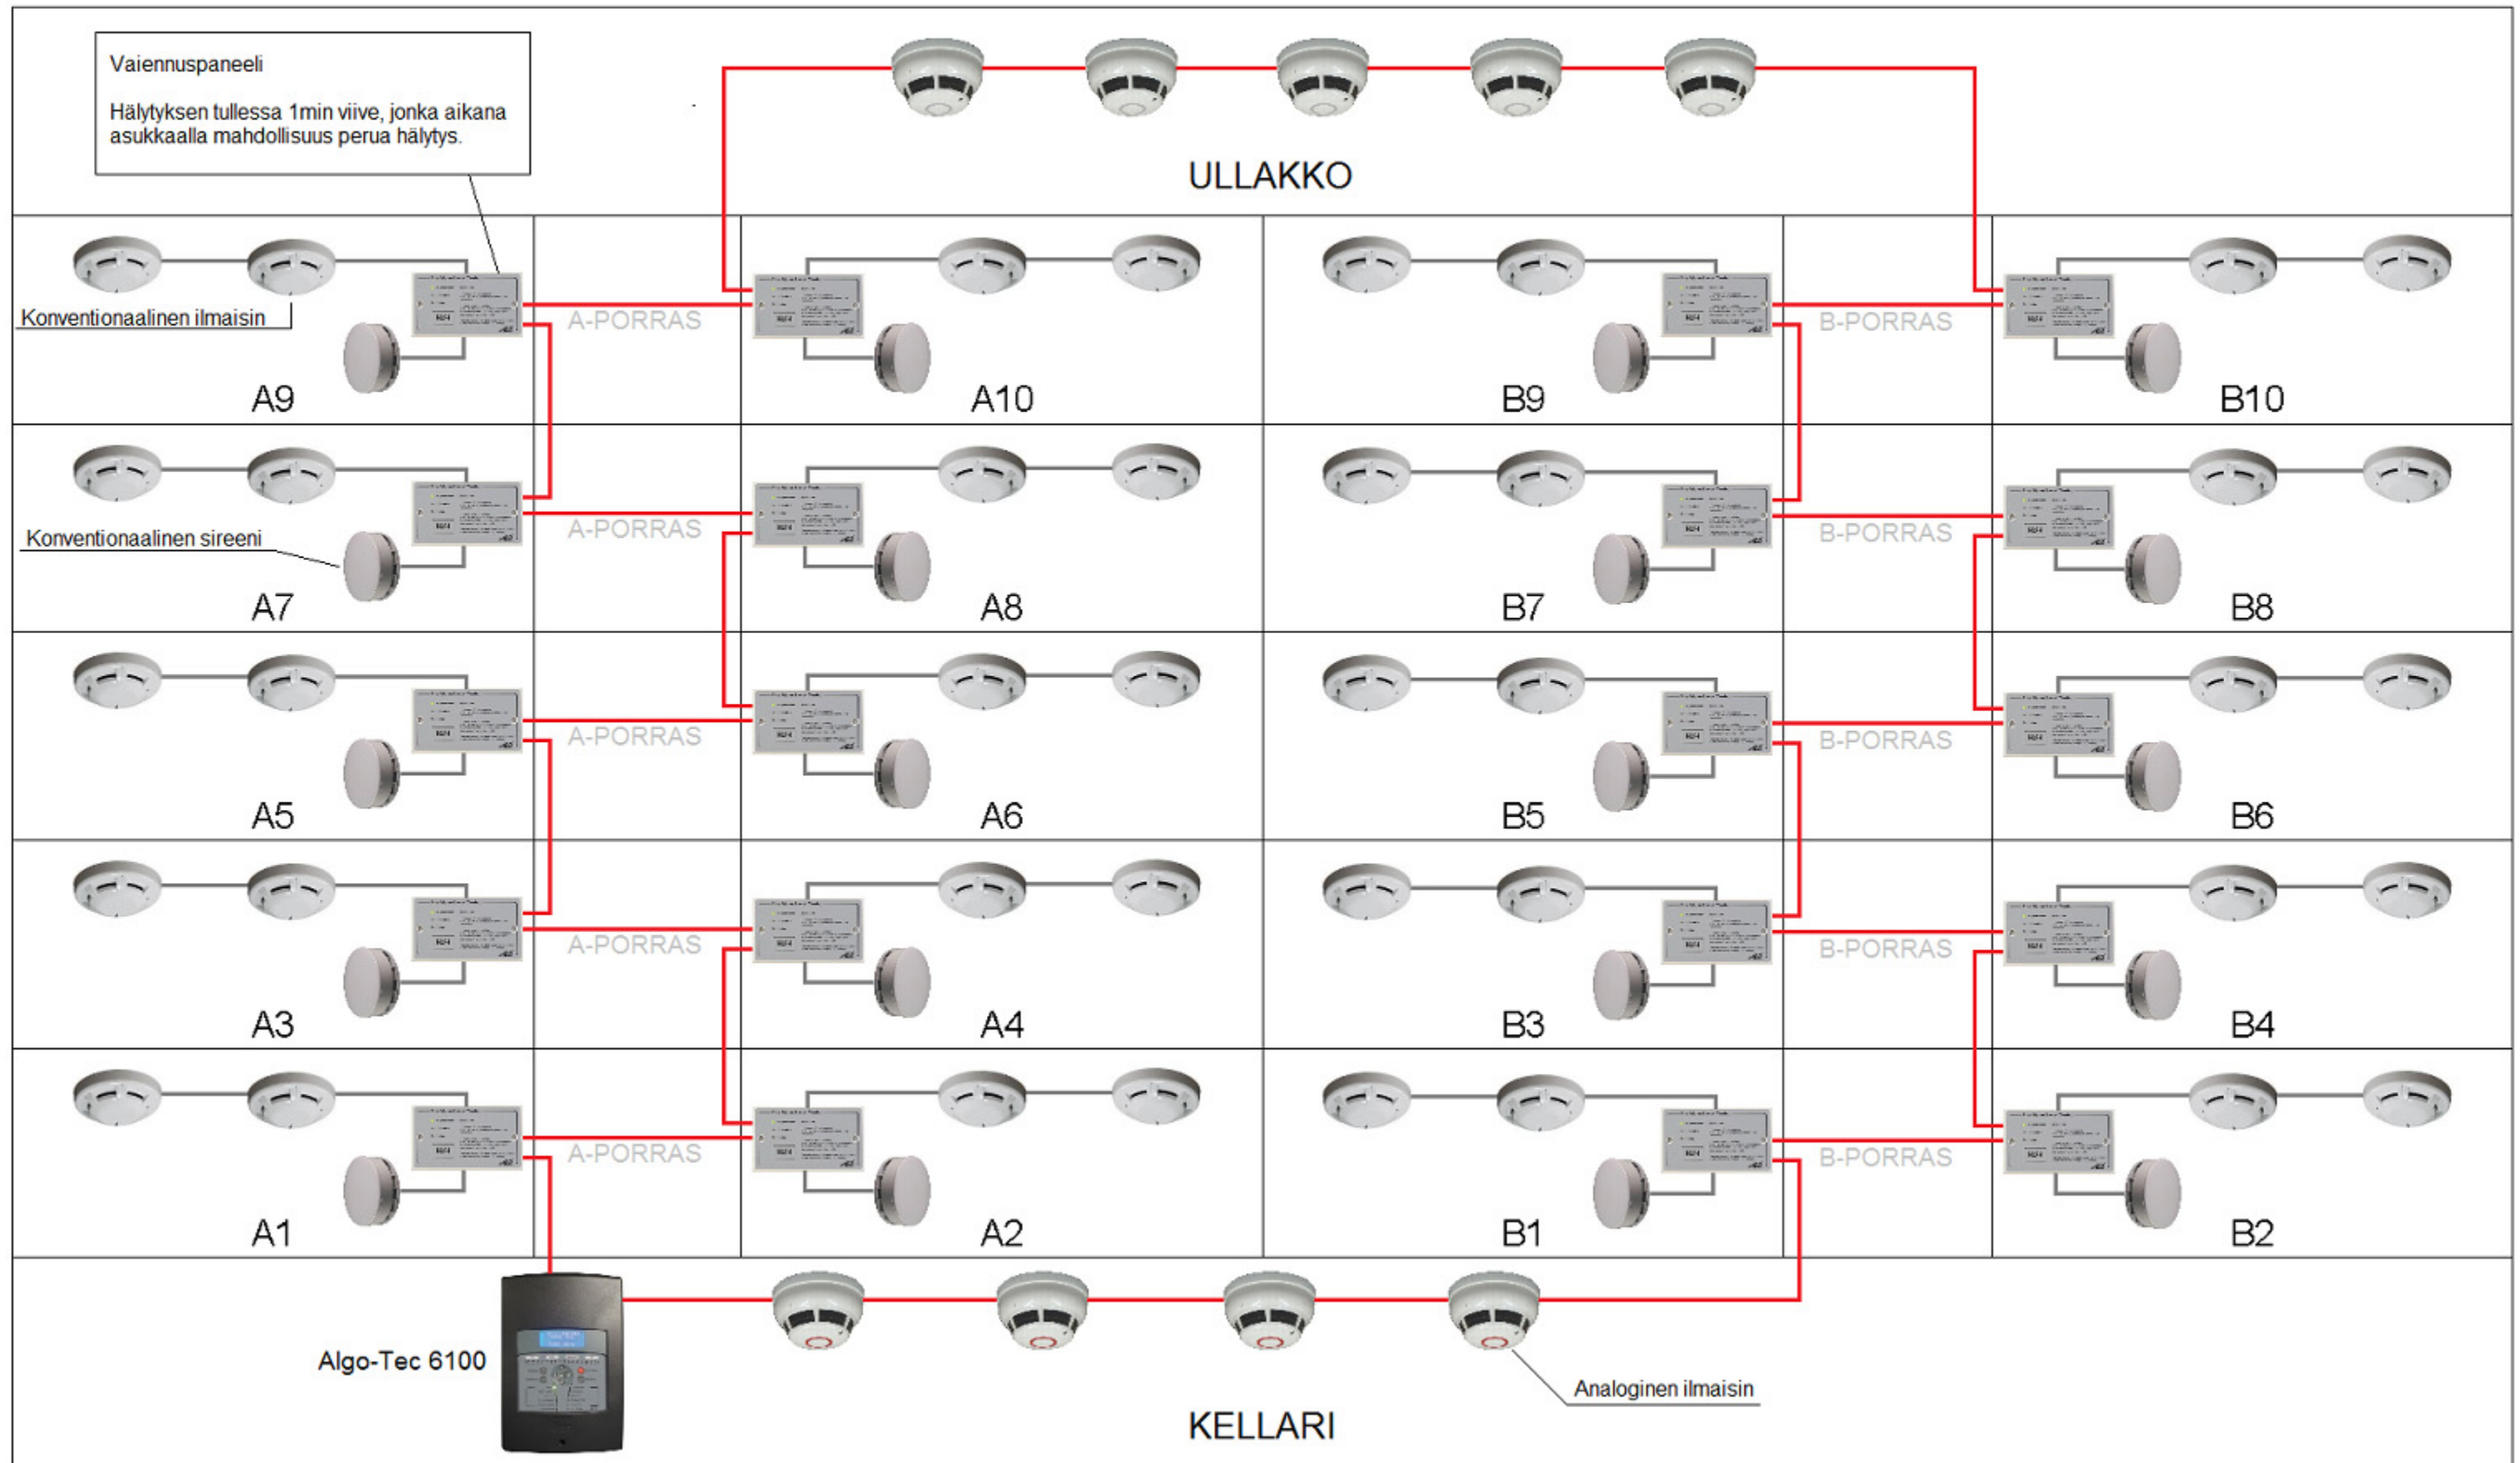 Vaiennuspaneeli
Hälytyksen tullessa 1min viive, jonka aikana
asukkaalla mahdollisuus perua hälytys.
ULLAKKO
Konventionaalinen ilmaisin
A-PORRAS
B-PORRAS
A9
A10
B9
B10
Konventionaalinen sireeni
A-PORRAS
B-PORRAS
A7
A8
B7
B8
A-PORRAS
B-PORRAS
A5
A6
B5
B6
A-PORRAS
B-PORRAS
A3
A4
B3
B4
A-PORRAS
B-PORRAS
A1
A2
B1
B2
Algo-Tec 6100
Analoginen ilmaisin
KELLARI